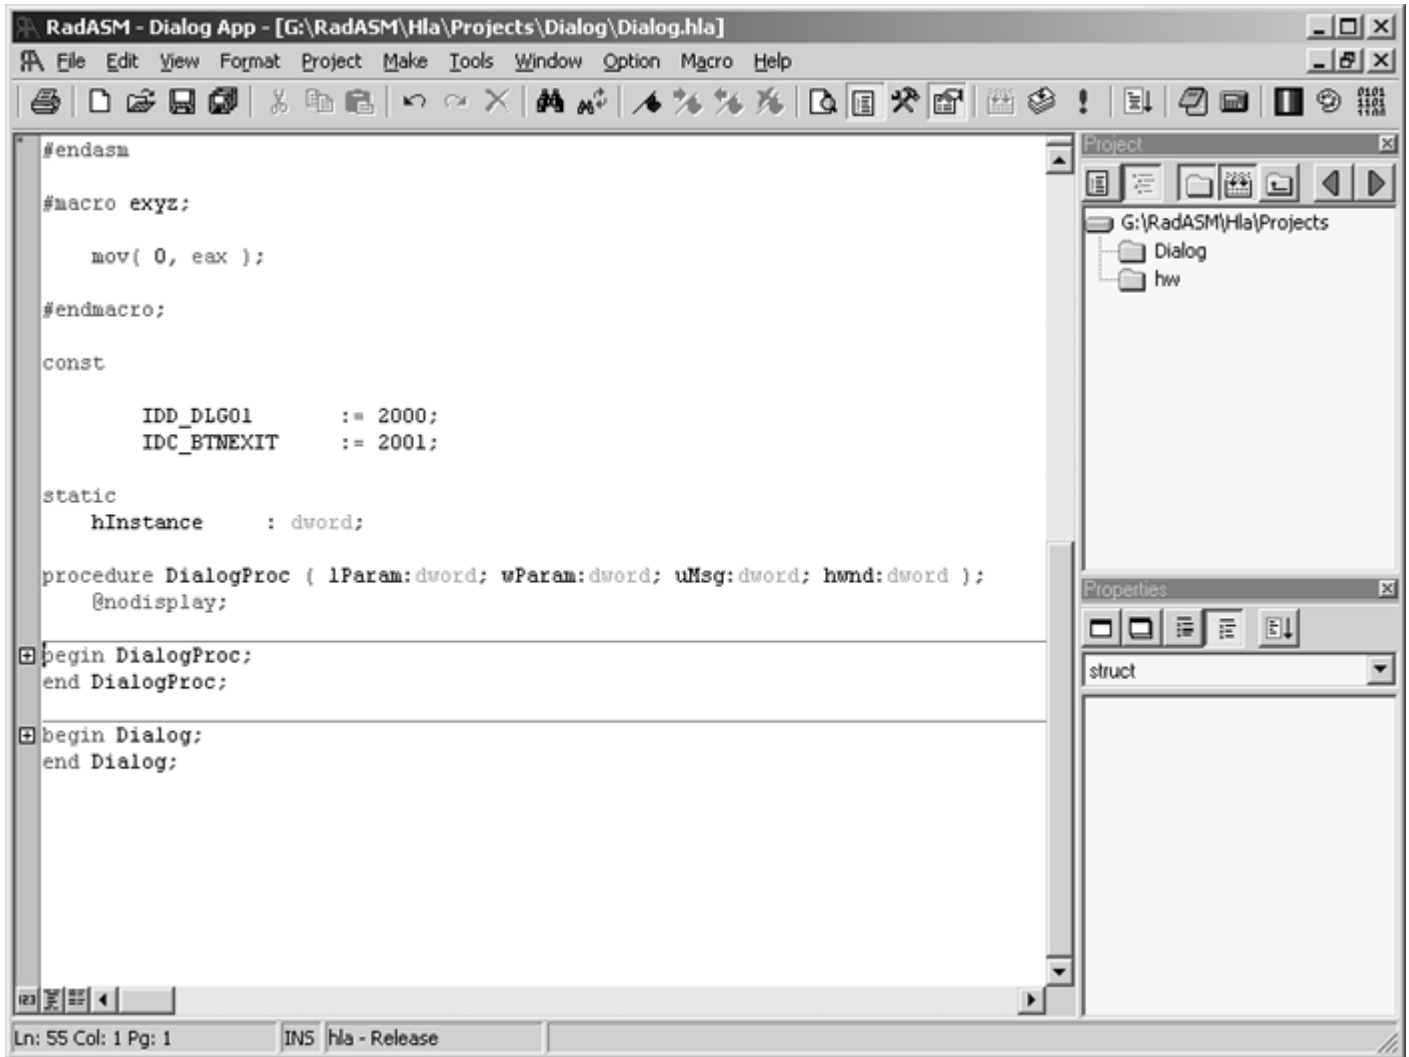 RadASM - Dialog App - [G:\RadASM\Hla\Projects\Dialog\Dialog.hla]
File Edit View Format Project Make Tools Window Option Macro Help
#endasm
#macro exyz;
mov( 0, eax );
#endmacro;
const
IDD_DLG01 := 2000;
IDC_BTNEXIT := 2001;
static
hInstance : dword;
procedure DialogProc ( lParam:dword; wParam:dword; uMsg:dword; hwnd:dword );
@nodisplay;
begin DialogProc;
end DialogProc;
begin Dialog;
end Dialog;
Project
G:\RadASM\Hla\Projects
Dialog
hw
Properties
struct
123
Ln: 55 Col: 1 Pg: 1 INS hla - Release